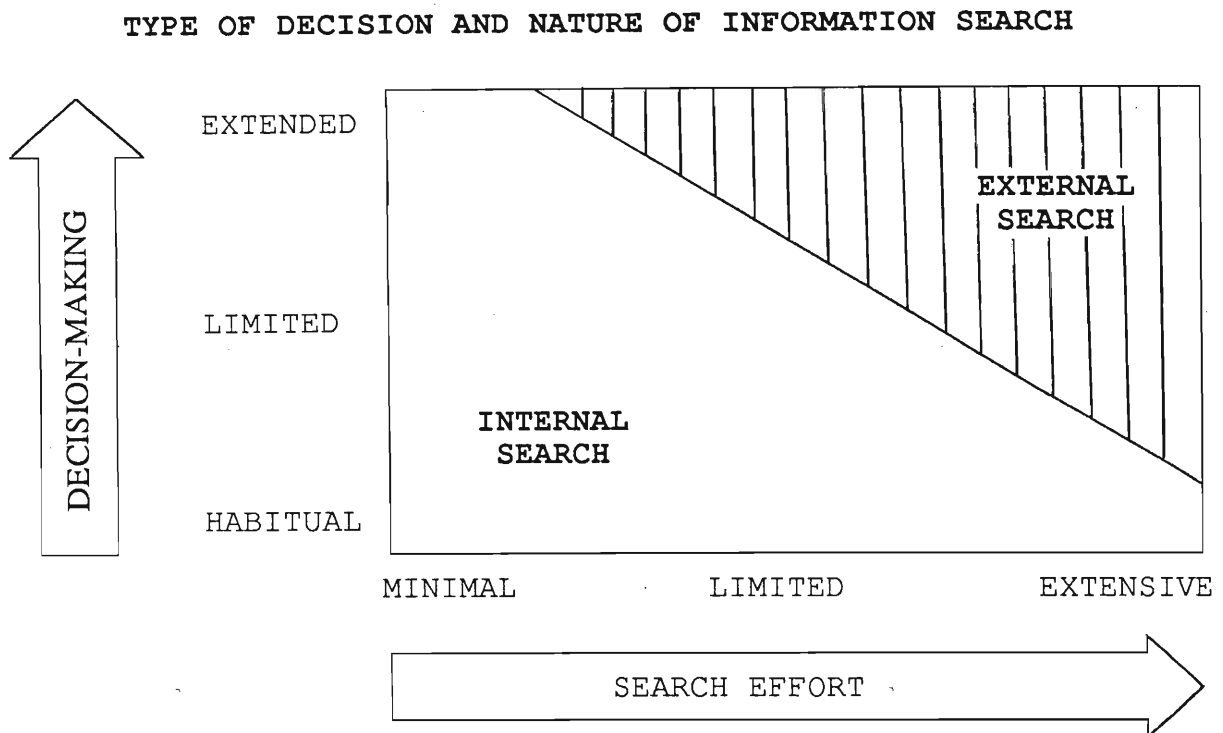 TYPE OF DECISION AND NATURE OF INFORMATION SEARCH
EXTENDED
EXTERNAL
SEARCH
DECISION-MAKING
LIMITED
INTERNAL
SEARCH
HABITUAL
MINIMAL LIMITED EXTENSIVE
SEARCH EFFORT